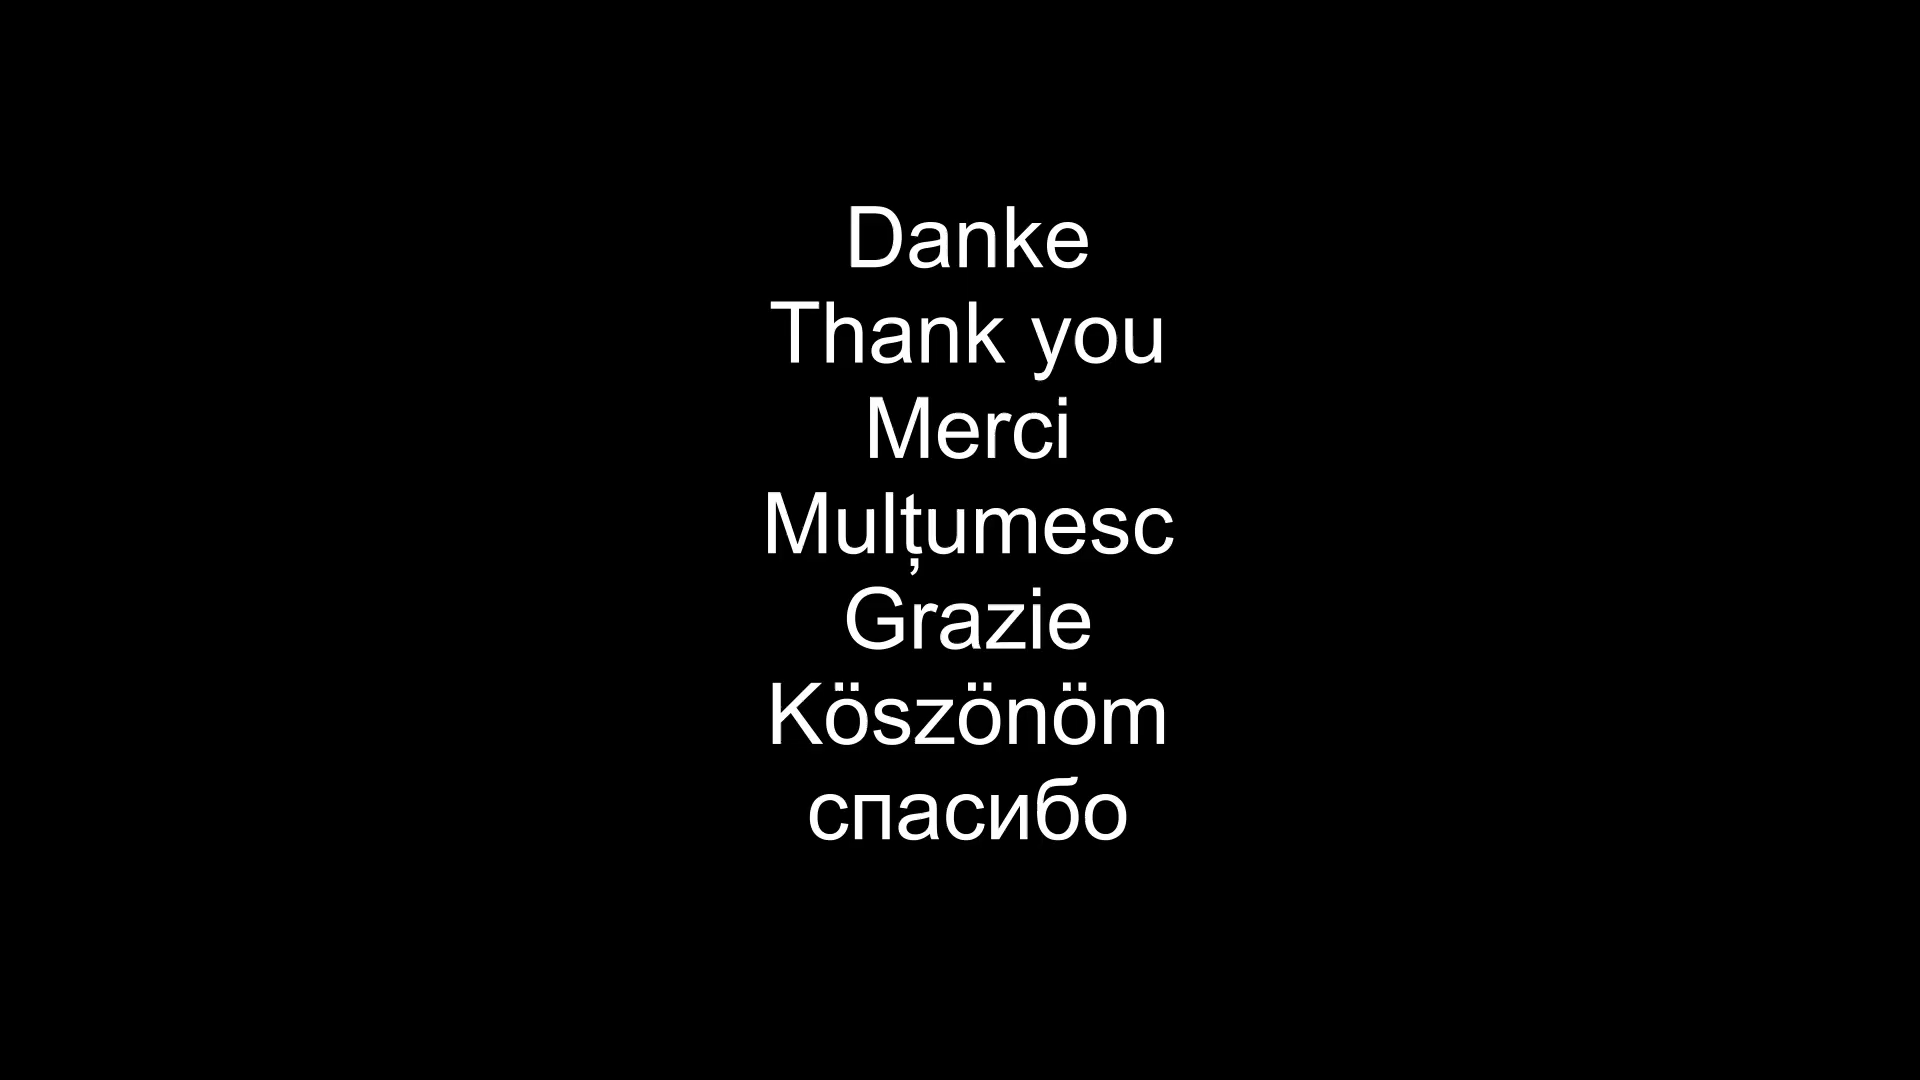 Danke
Thank you
Merci
Mulțumesc
Grazie
Köszönöm
спасибо